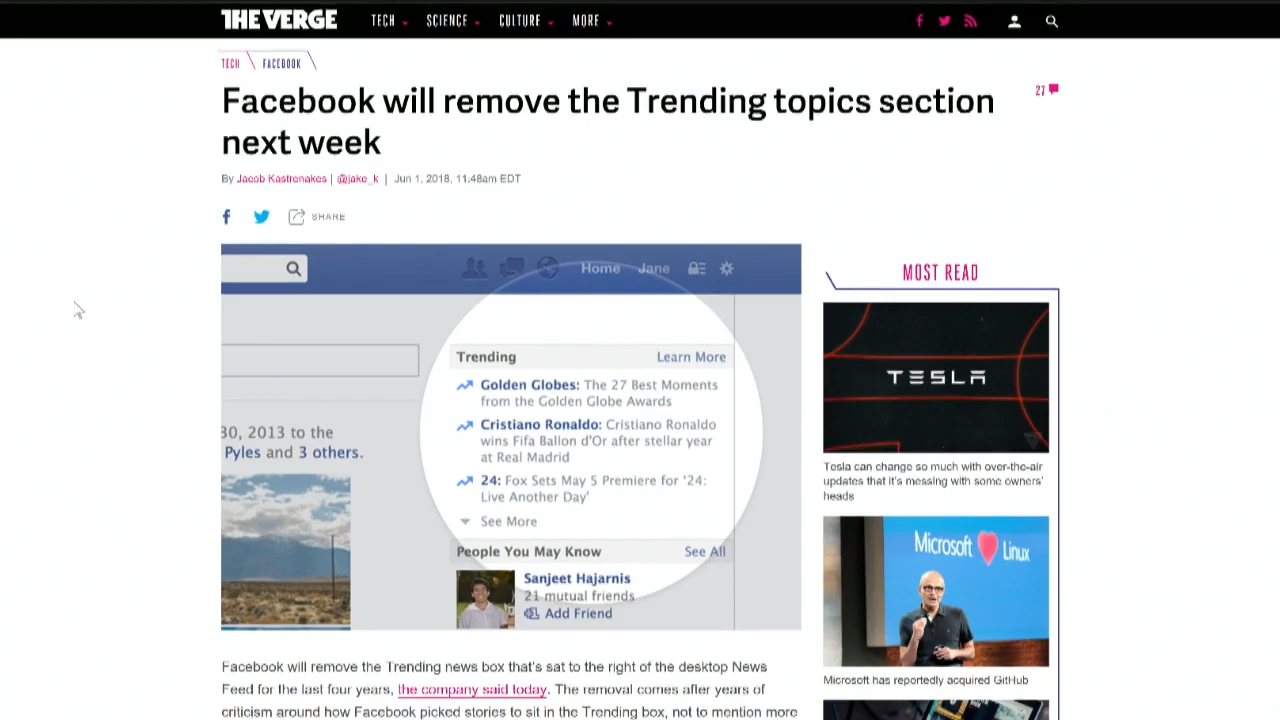 THE VERGE TECH SCIENCE CULTURE MORE
TECH FACEBOOK
Facebook will remove the Trending topics section
next week
27
By Jacob Kastrenakes | @jake_k | Jun 1, 2018, 11:48am EDT
SHARE
Home Jane
Trending Learn More
Golden Globes: The 27 Best Moments
from the Golden Globe Awards
Cristiano Ronaldo: Cristiano Ronaldo
wins Fifa Ballon d'Or after stellar year
at Real Madrid
24: Fox Sets May 5 Premiere for '24:
Live Another Day'
See More
People You May Know See All
Sanjeet Hajarnis
21 mutual friends
Add Friend
30, 2013 to the
Pyles and 3 others.
MOST READ
TESLA
Tesla can change so much with over-the-air
updates that it's messing with some owners'
heads
Microsoft Linux
Microsoft has reportedly acquired GitHub
Facebook will remove the Trending news box that's sat to the right of the desktop News
Feed for the last four years, the company said today. The removal comes after years of
criticism around how Facebook picked stories to sit in the Trending box, not to mention more